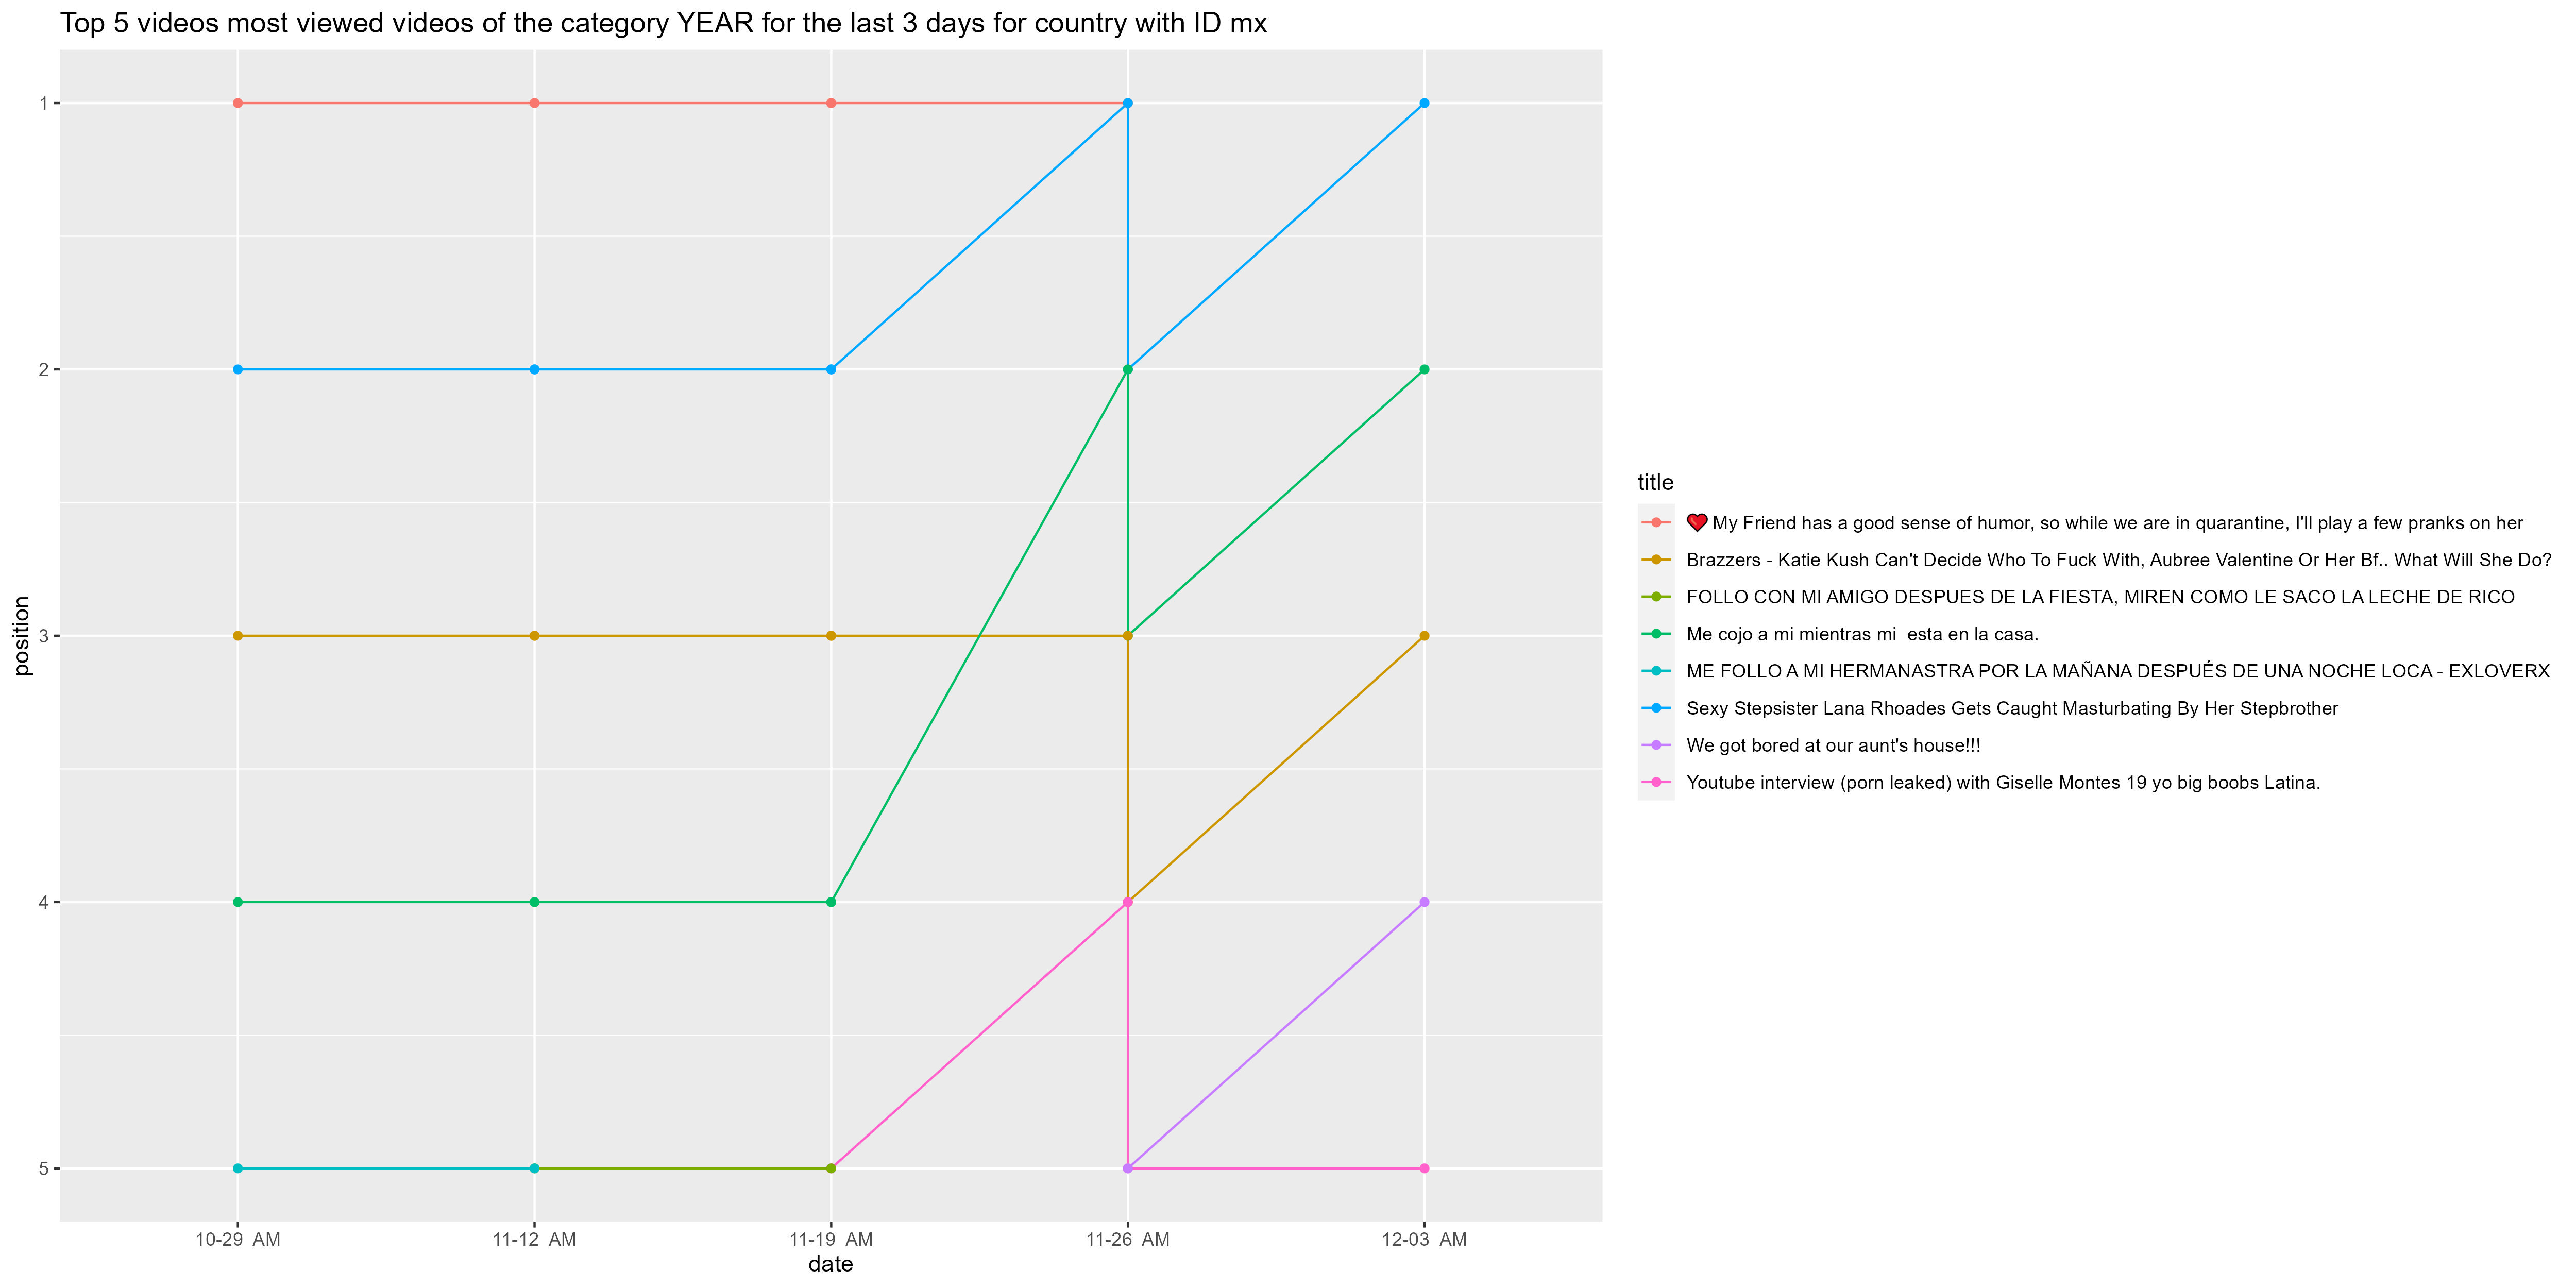 Top 5 videos most viewed videos of the category YEAR for the last 3 days for country with ID mx
position
1
2
3
4
5
10-29 AM
11-12 AM
11-19 AM
11-26 AM
12-03 AM
date
title
❤ My Friend has a good sense of humor, so while we are in quarantine, I'll play a few pranks on her
Brazzers - Katie Kush Can't Decide Who To Fuck With, Aubree Valentine Or Her Bf.. What Will She Do?
FOLLO CON MI AMIGO DESPUES DE LA FIESTA, MIREN COMO LE SACO LA LECHE DE RICO
Me cojo a mi mientras mi  esta en la casa.
ME FOLLO A MI HERMANASTRA POR LA MAÑANA DESPUÉS DE UNA NOCHE LOCA - EXLOVERX
Sexy Stepsister Lana Rhoades Gets Caught Masturbating By Her Stepbrother
We got bored at our aunt's house!!!
Youtube interview (porn leaked) with Giselle Montes 19 yo big boobs Latina.